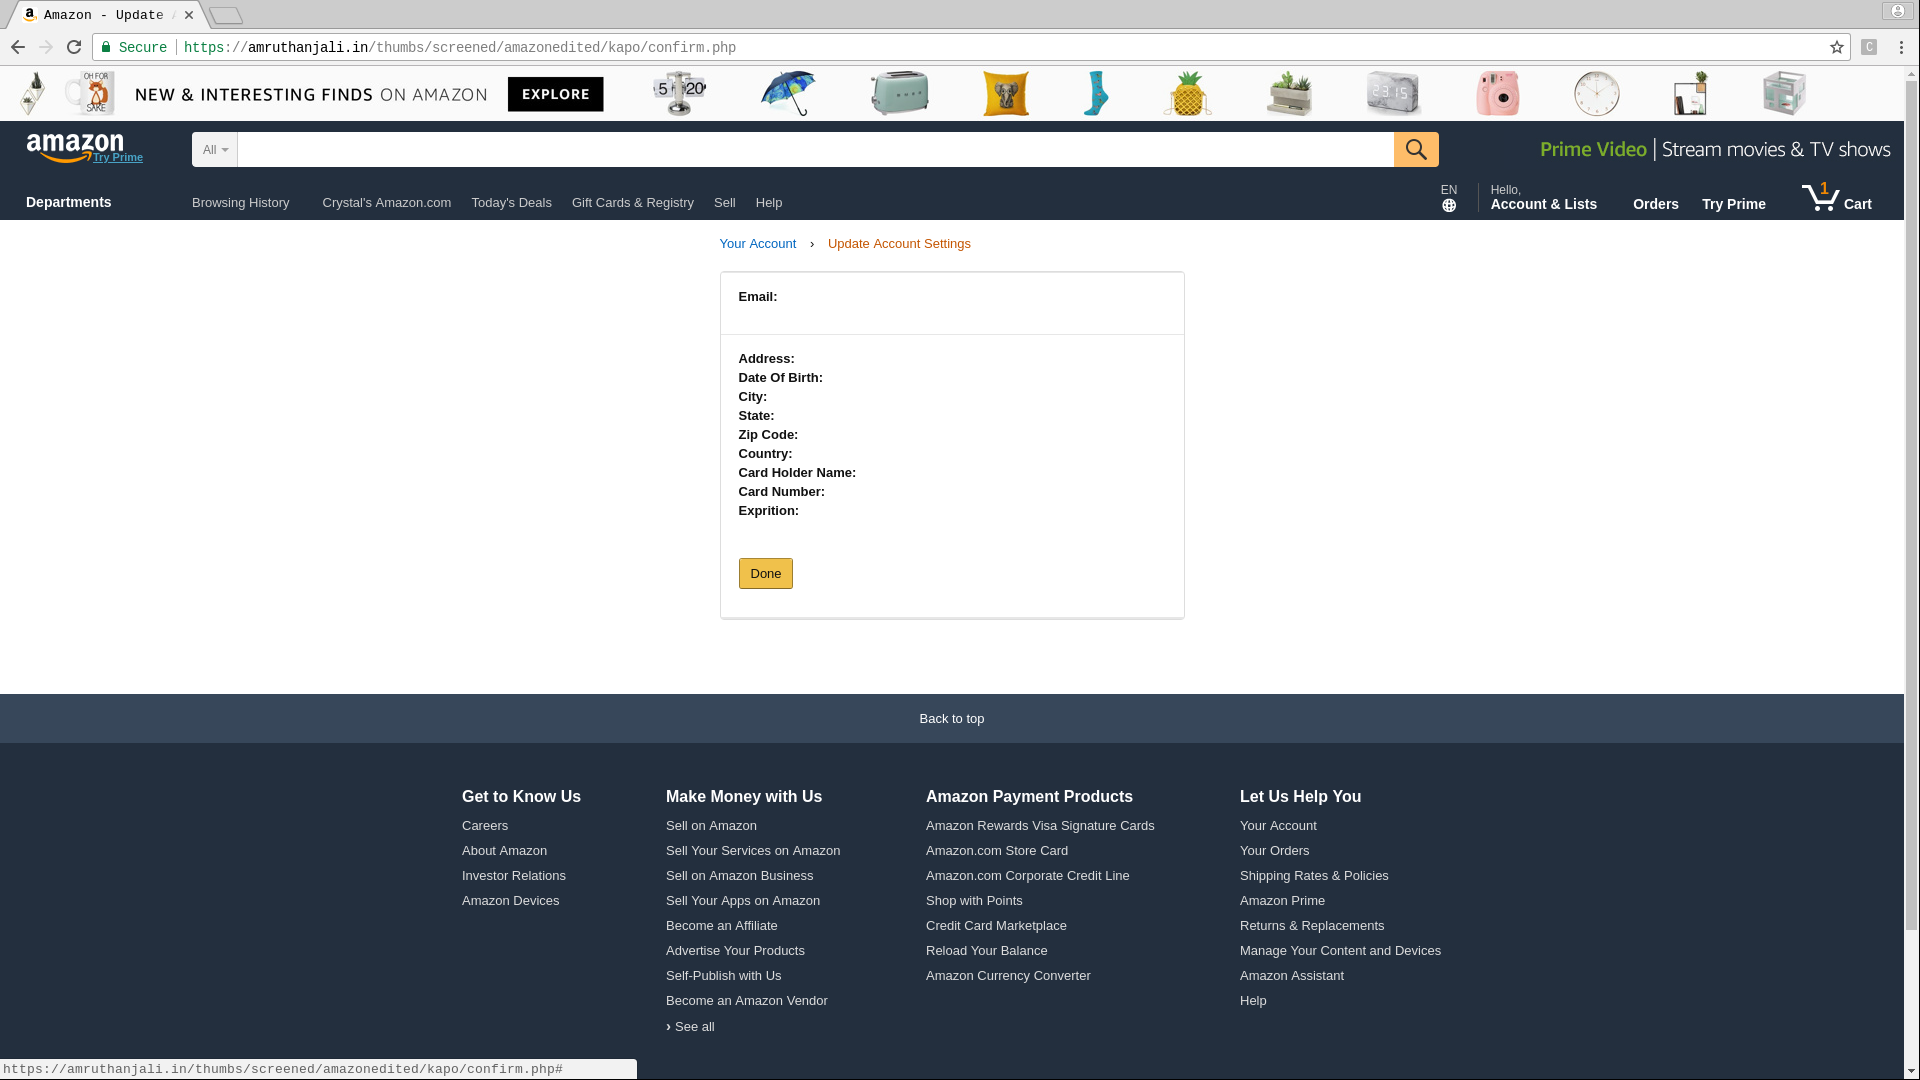 Amazon - Update
Secure https://amruthanjali.in/thumbs/screened/amazonedited/kapo/confirm.php
OH FOR
SAKE
NEW & INTERESTING FINDS ON AMAZON EXPLORE
5 20
23:15
amazon
Try Prime
All
Prime Video | Stream movies & TV shows
Departments
Browsing History Crystal's Amazon.com Today's Deals Gift Cards & Registry Sell Help
EN
Hello,
Account & Lists
Orders
Try Prime
1
Cart
Your Account › Update Account Settings
Email:
Address:
Date Of Birth:
City:
State:
Zip Code:
Country:
Card Holder Name:
Card Number:
Exprition:
Done
Back to top
Get to Know Us
Careers
About Amazon
Investor Relations
Amazon Devices
Make Money with Us
Sell on Amazon
Sell Your Services on Amazon
Sell on Amazon Business
Sell Your Apps on Amazon
Become an Affiliate
Advertise Your Products
Self-Publish with Us
Become an Amazon Vendor
› See all
Amazon Payment Products
Amazon Rewards Visa Signature Cards
Amazon.com Store Card
Amazon.com Corporate Credit Line
Shop with Points
Credit Card Marketplace
Reload Your Balance
Amazon Currency Converter
Let Us Help You
Your Account
Your Orders
Shipping Rates & Policies
Amazon Prime
Returns & Replacements
Manage Your Content and Devices
Amazon Assistant
Help
https://amruthanjali.in/thumbs/screened/amazonedited/kapo/confirm.php#